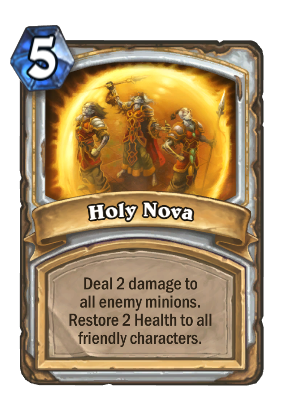 5
Holy Nova
Deal 2 damage to
all enemy minions.
Restore 2 Health to all
friendly characters.